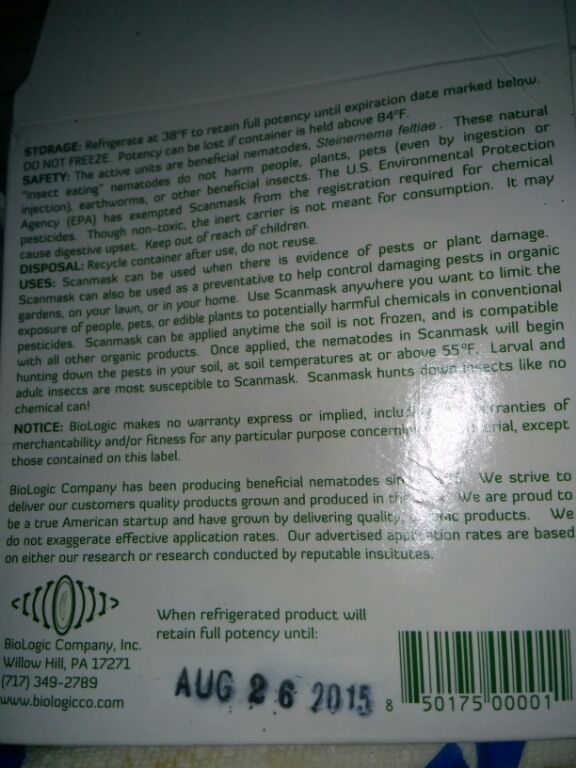 STORAGE: Refrigerate at 38°F to retain full potency until expiration date marked below.
DO NOT FREEZE. Potency can be lost if container is held above 84°F.
SAFETY: The active units are beneficial nematodes, Steinernema feltiae. These natural
"insect eating" nematodes do not harm people, plants, pets (even by ingestion or
injection), earthworms, or other beneficial insects. The U.S. Environmental Protection
Agency (EPA) has exempted Scanmask from the registration required for chemical
pesticides. Though non-toxic, the inert carrier is not meant for consumption. It may
cause digestive upset. Keep out of reach of children.
DISPOSAL: Recycle container after use, do not reuse.
USES: Scanmask can be used when there is evidence of pests or plant damage.
Scanmask can also be used as a preventative to help control damaging pests in organic
gardens, on your lawn, or in your home. Use Scanmask anywhere you want to limit the
exposure of people, pets, or edible plants to potentially harmful chemicals in conventional
pesticides. Scanmask can be applied anytime the soil is not frozen, and is compatible
with all other organic products. Once applied, the nematodes in Scanmask will begin
hunting down the pests in your soil, at soil temperatures at or above 55°F. Larval and
adult insects are most susceptible to Scanmask. Scanmask hunts down insects like no
chemical can!
NOTICE: BioLogic makes no warranty express or implied, warranties of
merchantability and/or fitness for any particular purpose except
those contained on this label.
BioLogic Company has been producing beneficial nematodes We strive to
deliver our customers quality products grown and produced in We are proud to
be a true American startup and have grown by delivering quality, products. We
do not exaggerate effective application rates. Our advertised application rates are based
on either our research or research conducted by reputable institutes.
BioLogic Company, Inc.
Willow Hill, PA 17271
(717) 349-2789
www.biologicco.com
When refrigerated product will
retain full potency until:
AUG 26 2015
8 50175 00001